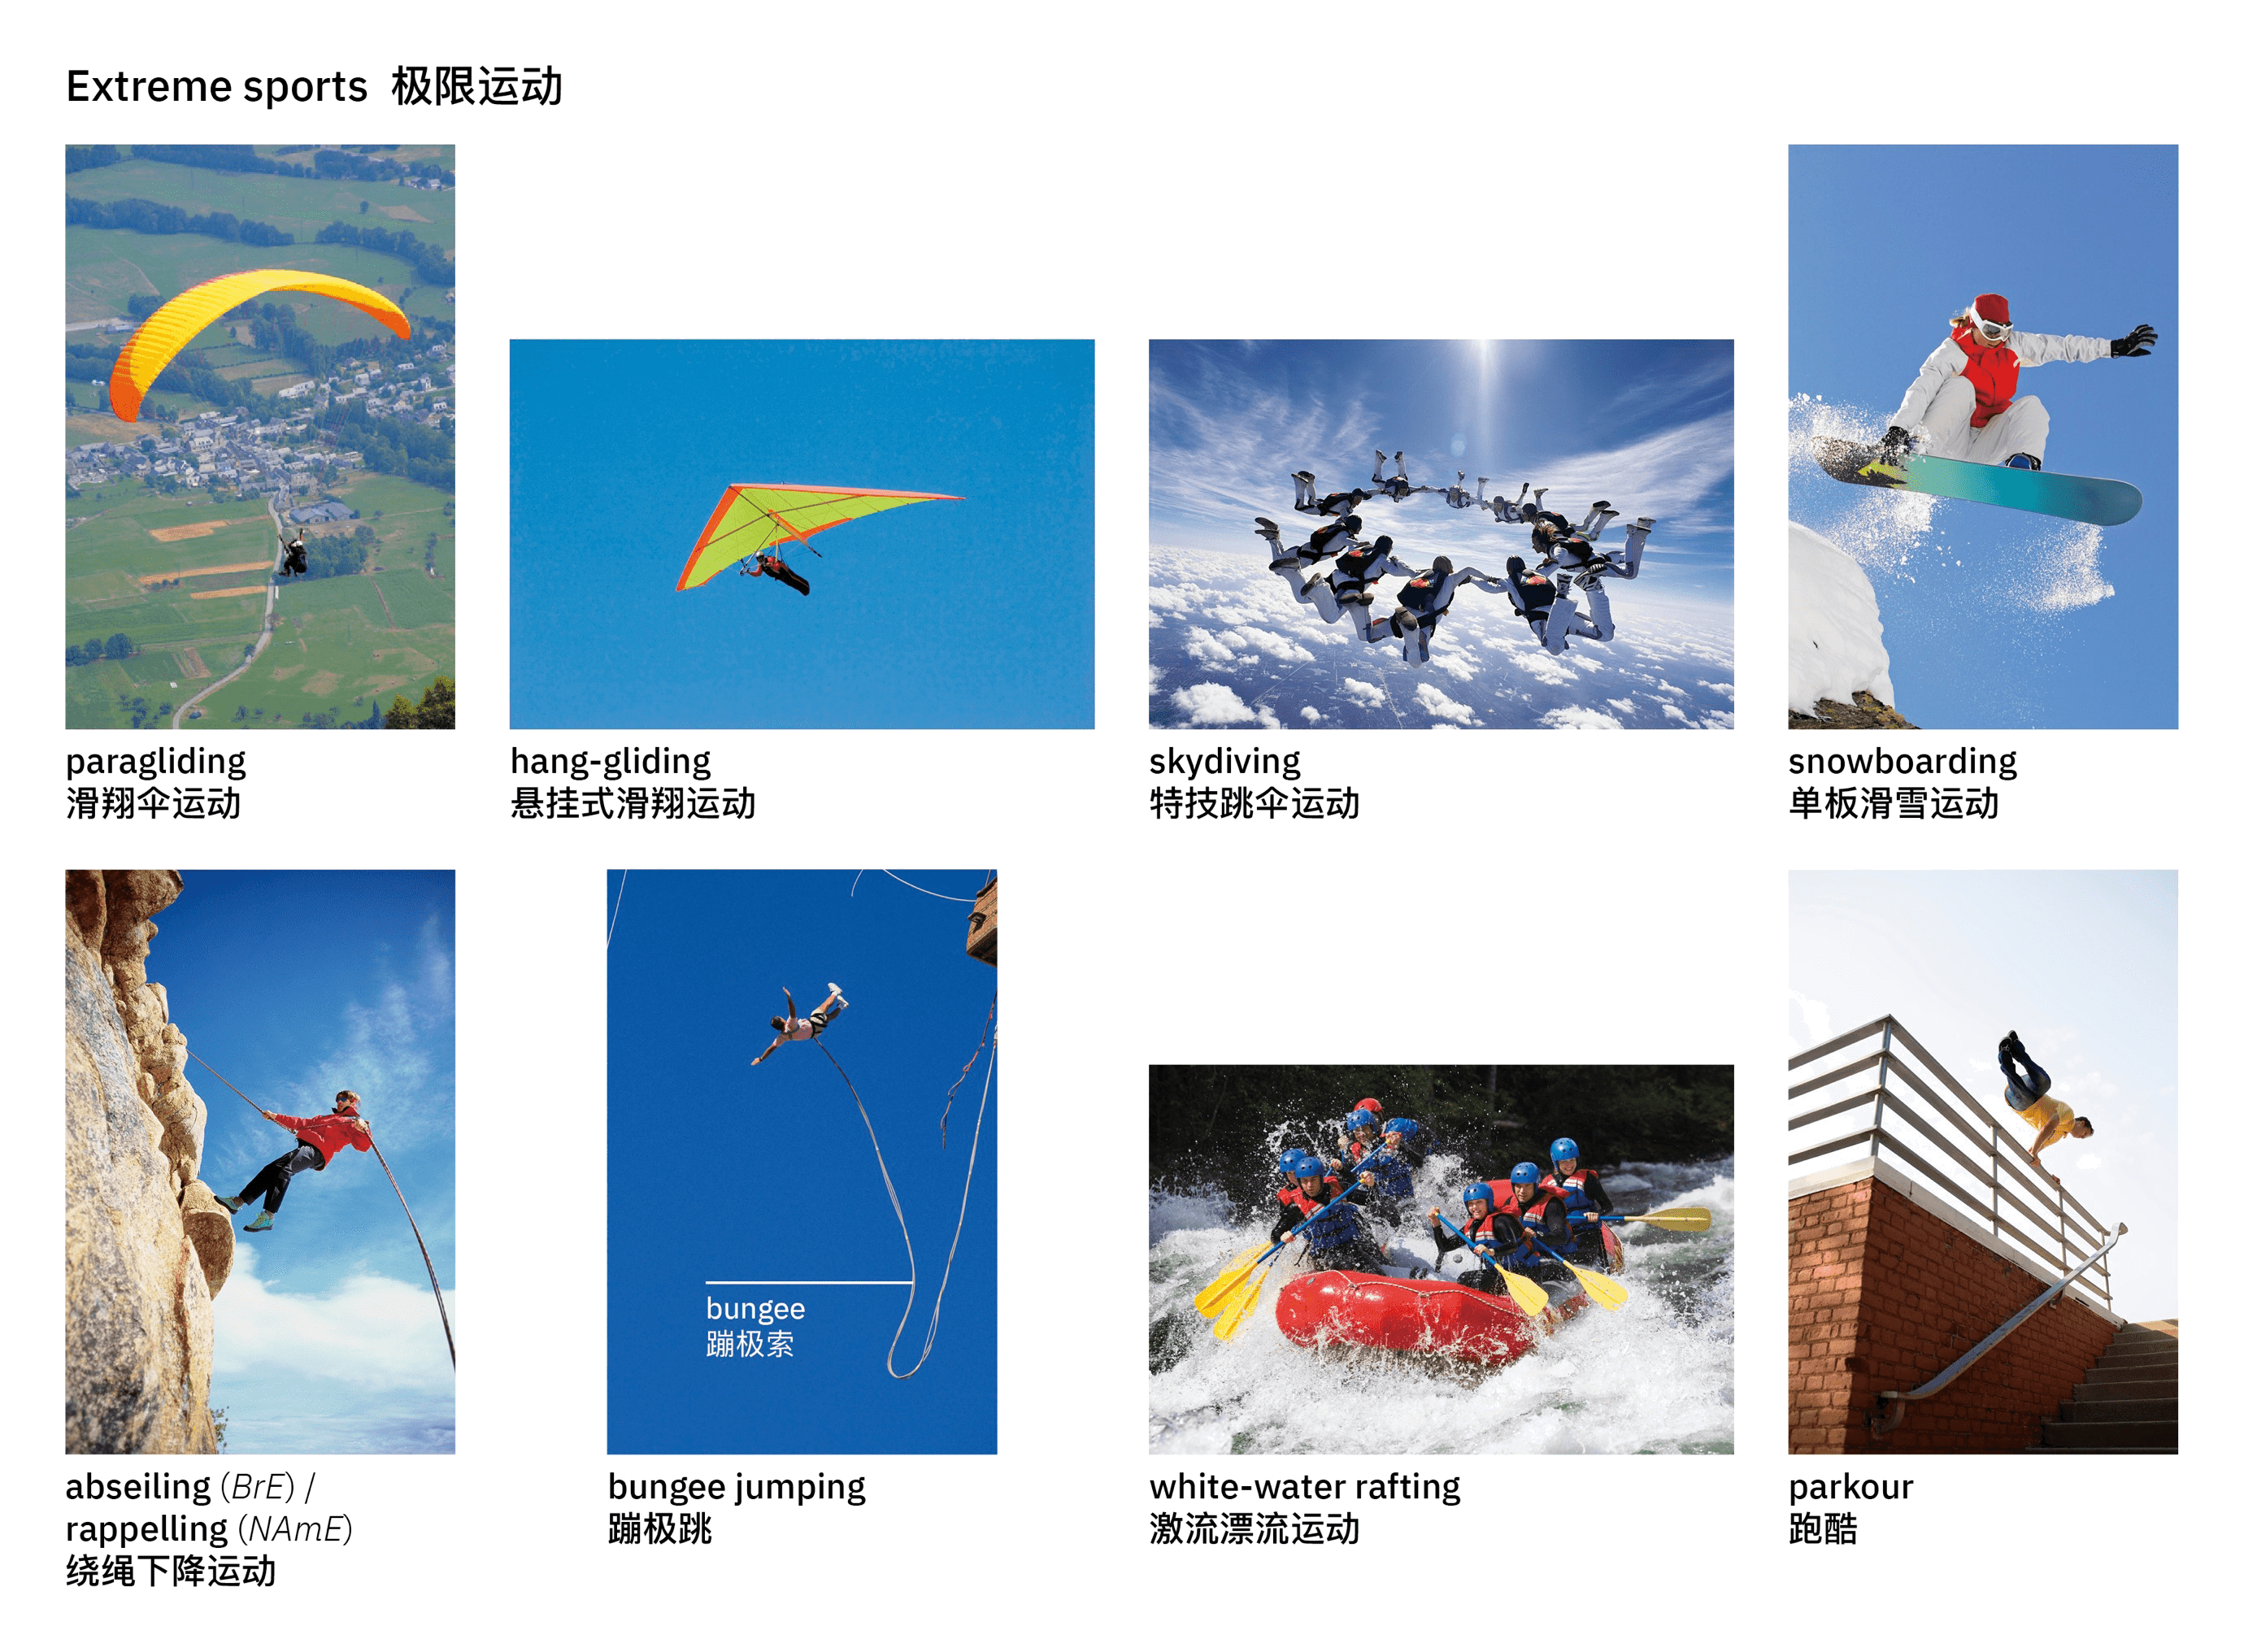 Extreme sports 极限运动
paragliding
滑翔伞运动
hang-gliding
悬挂式滑翔运动
skydiving
特技跳伞运动
snowboarding
单板滑雪运动
bungee
蹦极索
abseiling (BrE) /
rappelling (NAmE)
绕绳下降运动
bungee jumping
蹦极跳
white-water rafting
激流漂流运动
parkour
跑酷